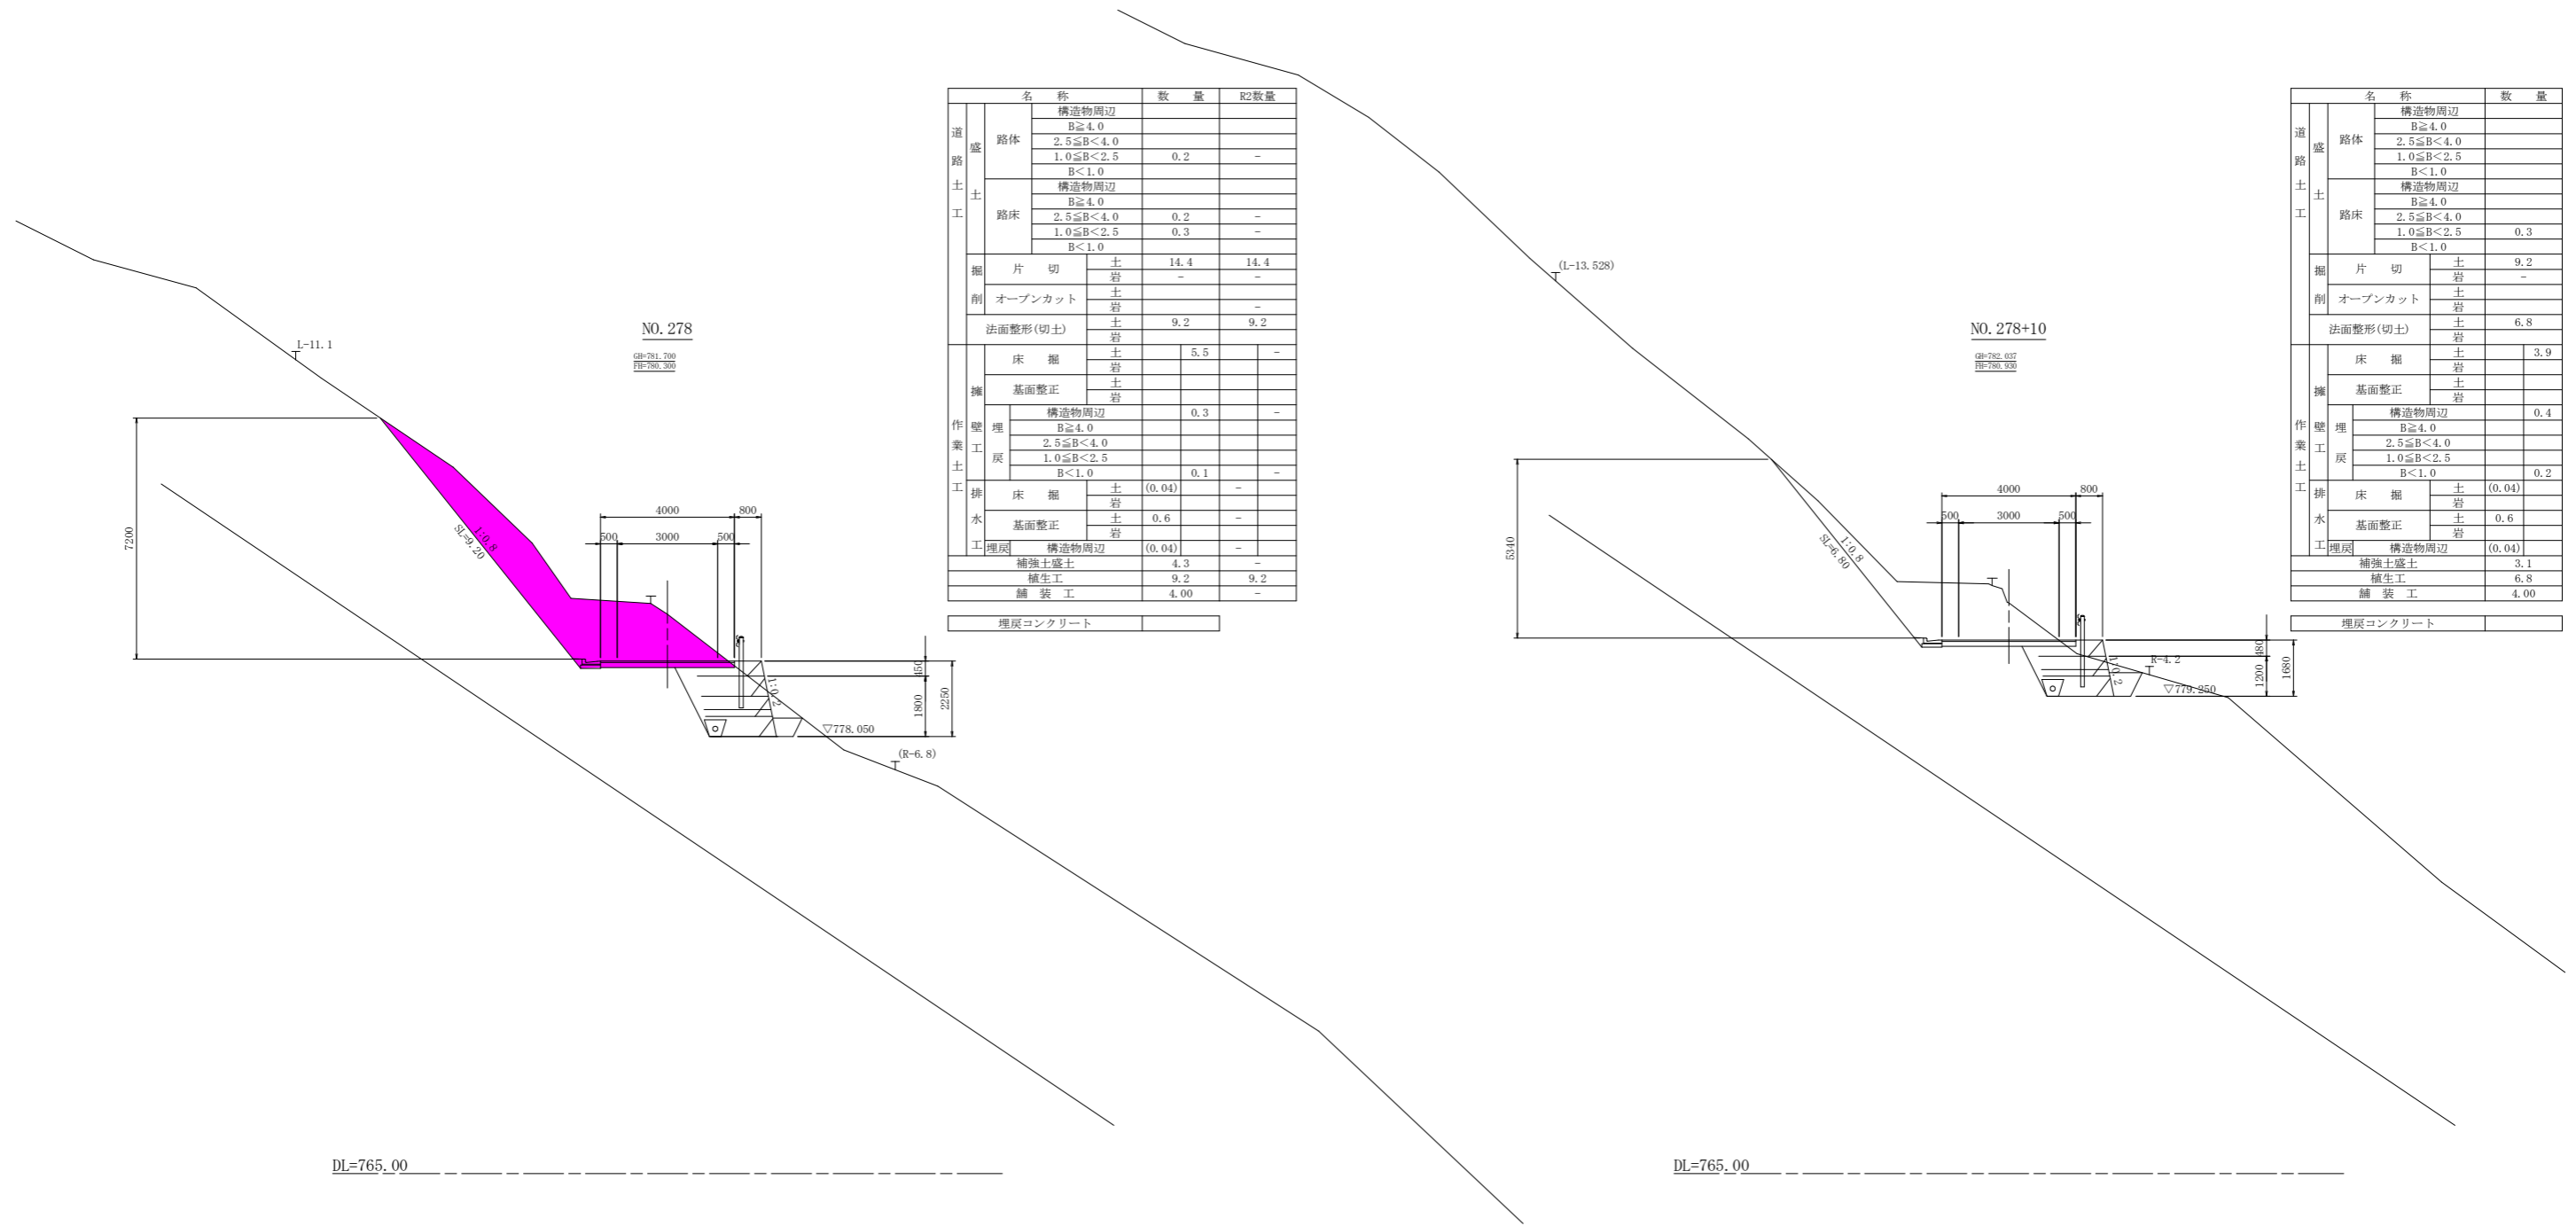 NO.278
GH=781.700
FH=780.300
L-11.1
7200
1:0.8
SL=9.20
4000
800
500
3000
500
450
1800
2250
1:0.2
▽778.050
(R-6.8)
DL=765.00
名 称 数 量 R2数量
道路土工
盛土
路体
構造物周辺
B≧4.0
2.5≦B<4.0
1.0≦B<2.5 0.2 -
B<1.0
路床
構造物周辺
B≧4.0
2.5≦B<4.0 0.2 -
1.0≦B<2.5 0.3 -
B<1.0
掘削
片 切 土 14.4 14.4
岩 - -
オープンカット 土
岩 -
法面整形(切土) 土 9.2 9.2
岩
作業土工
擁壁工
床 掘 土 5.5 -
岩
基面整正 土
岩
埋戻
構造物周辺 0.3 -
B≧4.0
2.5≦B<4.0
1.0≦B<2.5
B<1.0 0.1 -
排水工
床 掘 土 (0.04) -
岩
基面整正 土 0.6 -
岩
埋戻 構造物周辺 (0.04) -
補強土盛土 4.3 -
植生工 9.2 9.2
舗 装 工 4.00 -
埋戻コンクリート
NO.278+10
GH=782.037
FH=780.930
(L-13.528)
5340
1:0.8
SL=6.80
4000
800
500
3000
500
480
1200
1680
1:0.2
R-4.2
▽779.250
DL=765.00
名 称 数 量
道路土工
盛土
路体
構造物周辺
B≧4.0
2.5≦B<4.0
1.0≦B<2.5
B<1.0
路床
構造物周辺
B≧4.0
2.5≦B<4.0
1.0≦B<2.5 0.3
B<1.0
掘削
片 切 土 9.2
岩 -
オープンカット 土
岩
法面整形(切土) 土 6.8
岩
作業土工
擁壁工
床 掘 土 3.9
岩
基面整正 土
岩
埋戻
構造物周辺 0.4
B≧4.0
2.5≦B<4.0
1.0≦B<2.5
B<1.0 0.2
排水工
床 掘 土 (0.04)
岩
基面整正 土 0.6
岩
埋戻 構造物周辺 (0.04)
補強土盛土 3.1
植生工 6.8
舗 装 工 4.00
埋戻コンクリート